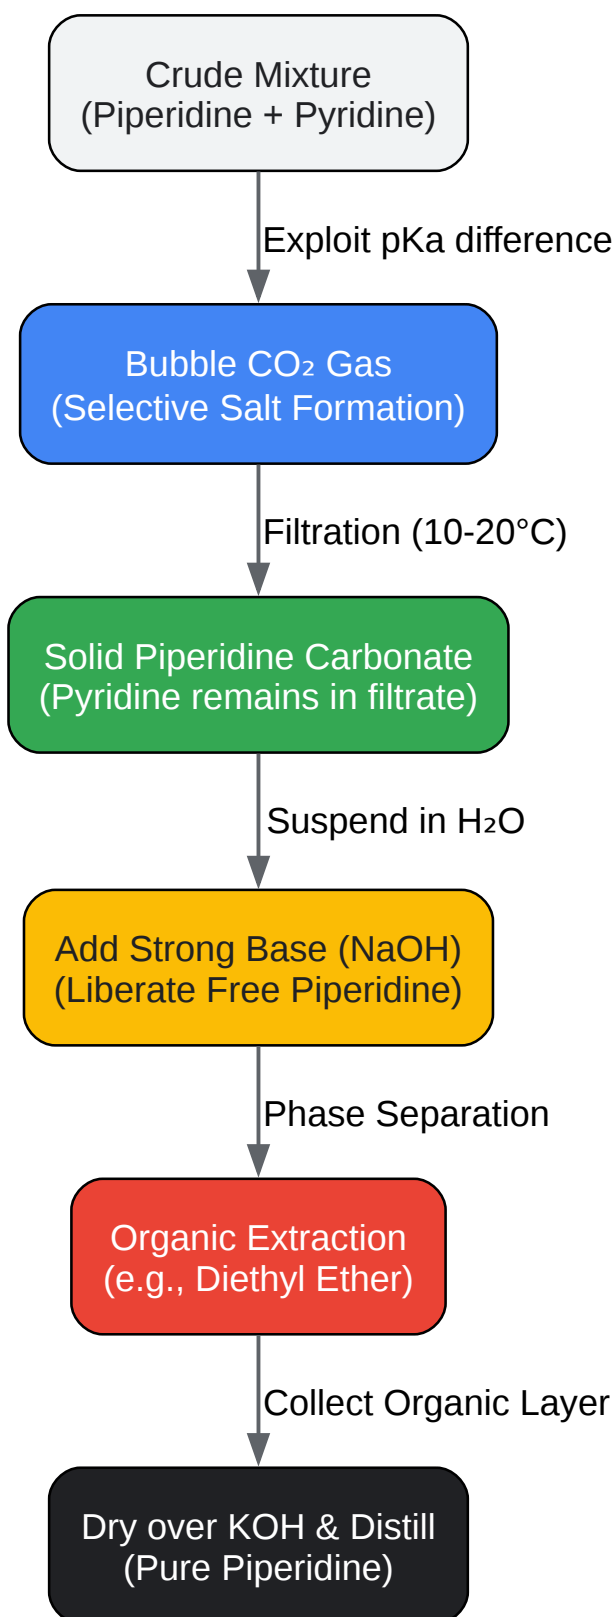 Crude Mixture
(Piperidine + Pyridine)
Exploit pKa difference
Bubble CO₂ Gas
(Selective Salt Formation)
Filtration (10-20°C)
Solid Piperidine Carbonate
(Pyridine remains in filtrate)
Suspend in H₂O
Add Strong Base (NaOH)
(Liberate Free Piperidine)
Phase Separation
Organic Extraction
(e.g., Diethyl Ether)
Collect Organic Layer
Dry over KOH & Distill
(Pure Piperidine)